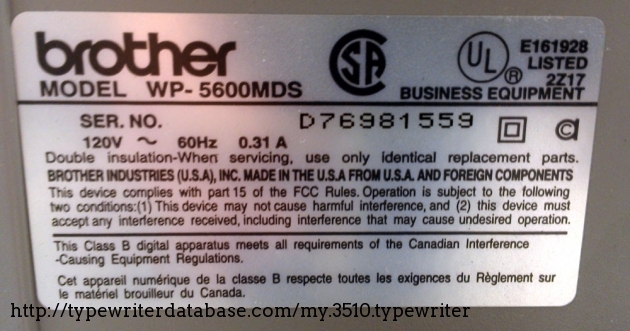 brother
MODEL WP-5600MDS
SA
UL
®
E161928
LISTED
2Z17
BUSINESS EQUIPMENT
SER. NO. D76981559
120V ~ 60Hz 0.31 A
Double insulation-When servicing, use only identical replacement parts.
BROTHER INDUSTRIES (U.S.A), INC. MADE IN THE U.S.A FROM U.S.A. AND FOREIGN COMPONENTS
This device complies with part 15 of the FCC Rules. Operation is subject to the following
two conditions:(1) This device may not cause harmful interference, and (2) this device must
accept any interference received, including interference that may cause undesired operation.
This Class B digital apparatus meets all requirements of the Canadian Interference
-Causing Equipment Regulations.
Cet appareil numérique de la classe B respecte toutes les exigences du Règlement sur
le matériel brouilleur du Canada.
http://typewriterdatabase.com/my.3510.typewriter